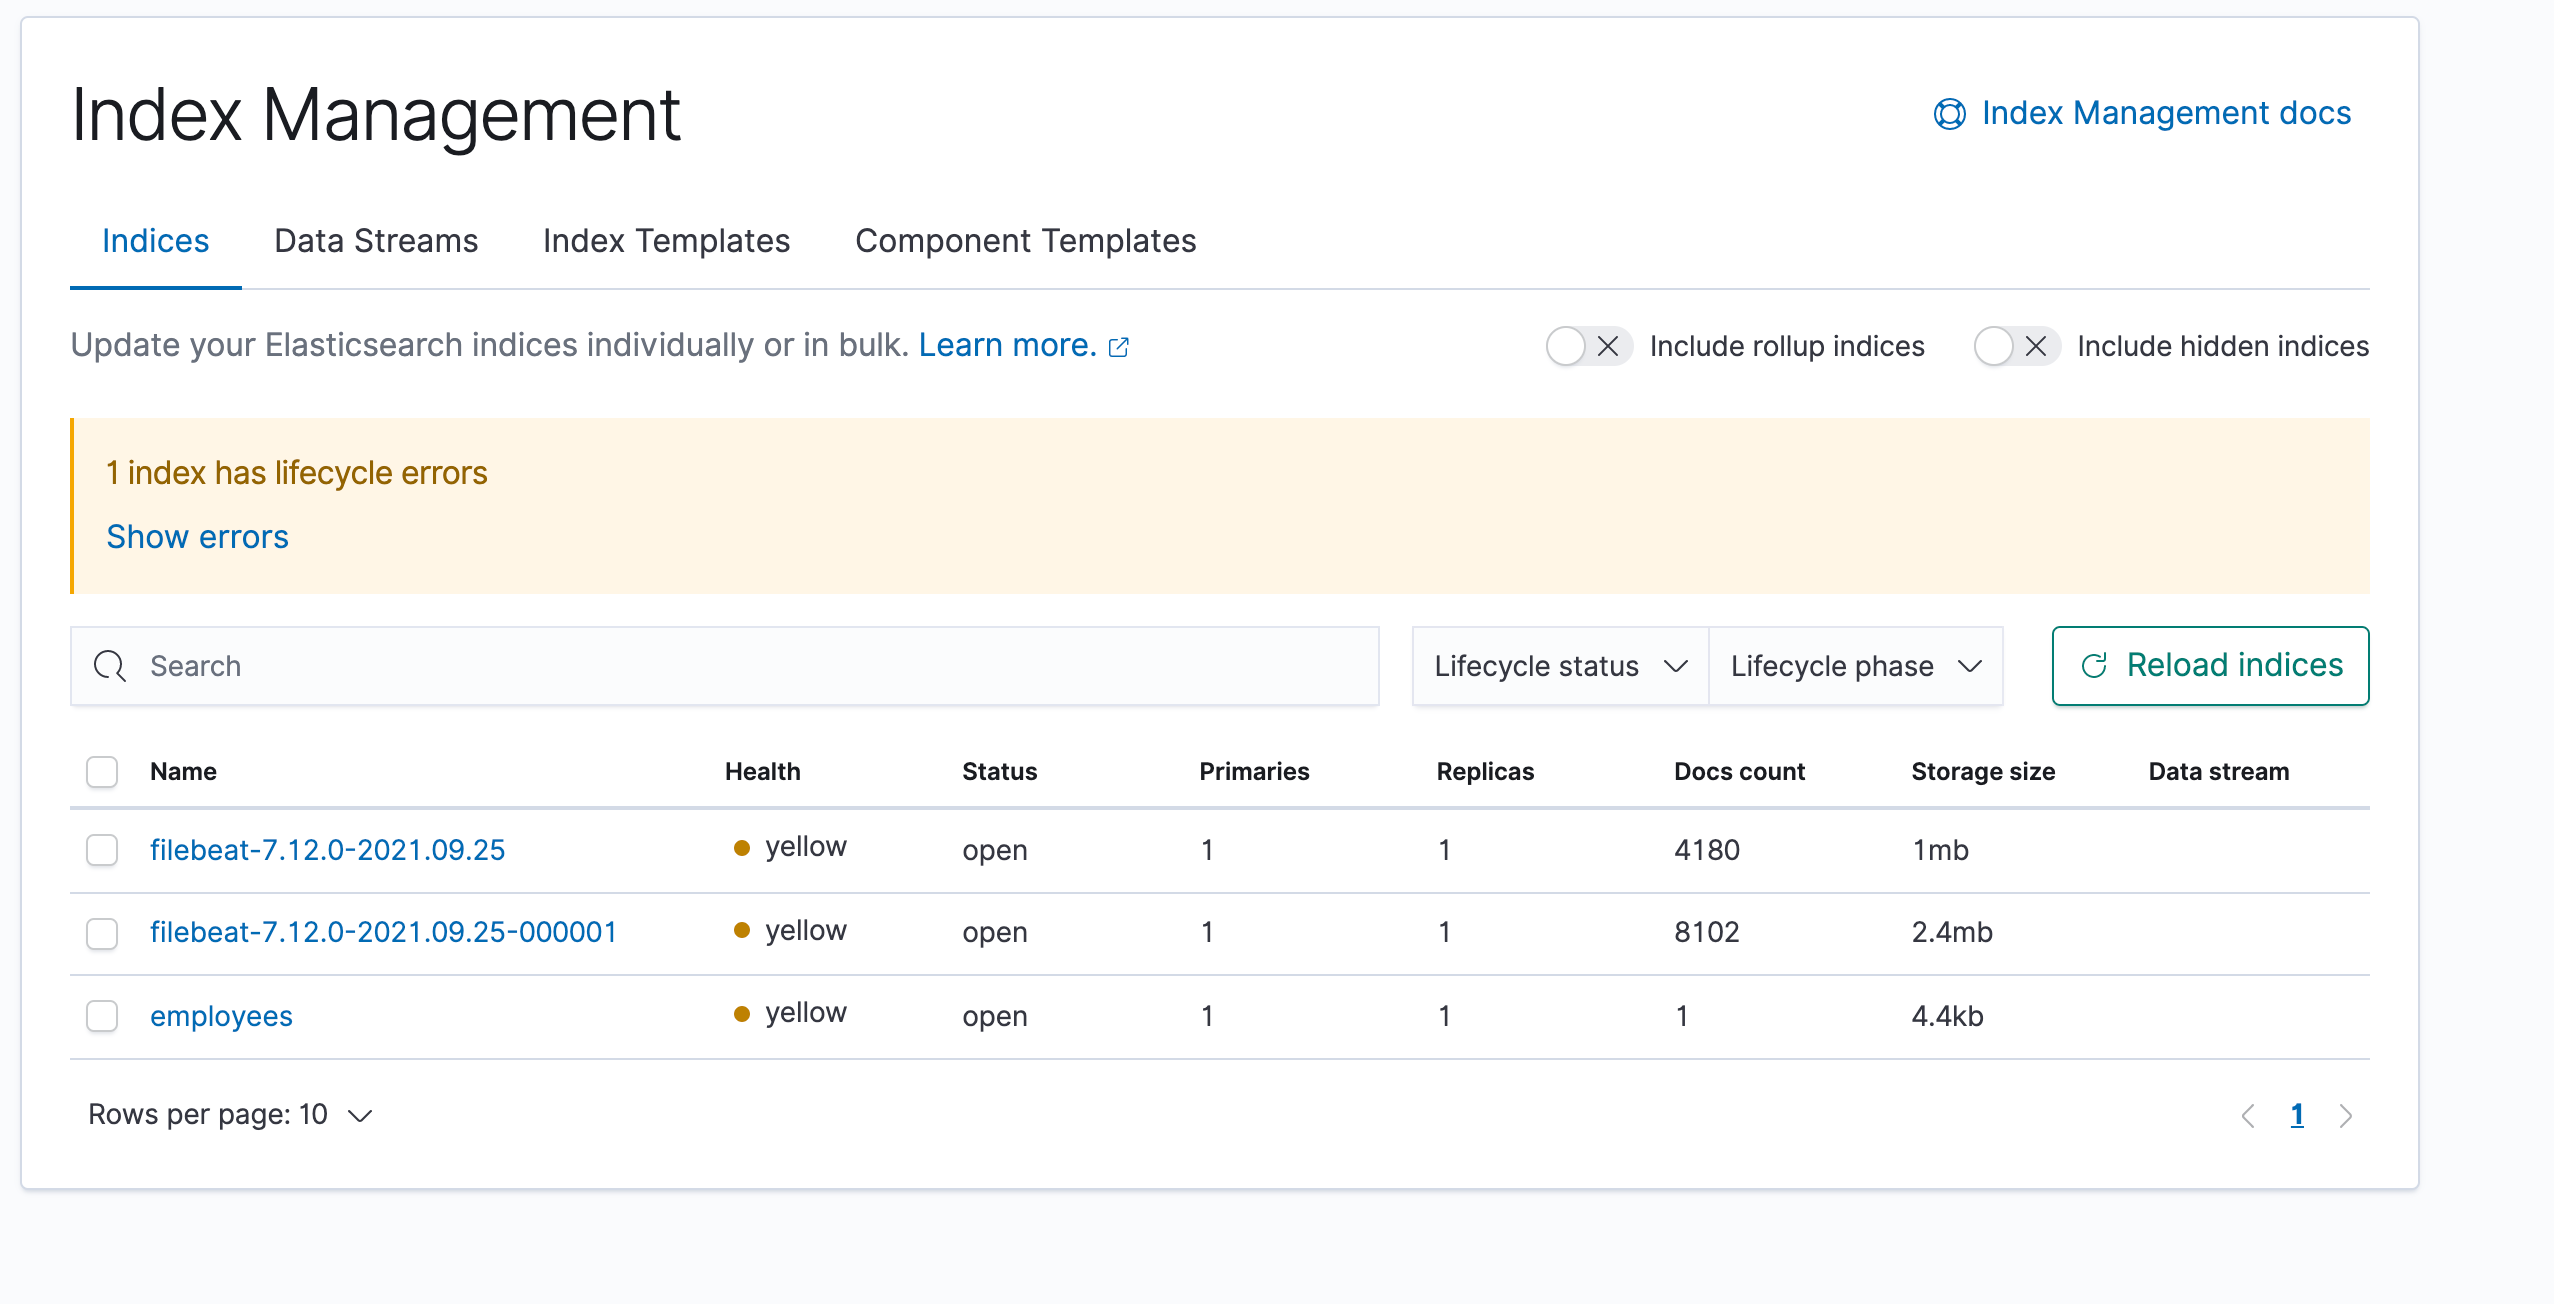 Index Management
Index Management docs
Indices Data Streams Index Templates Component Templates
Update your Elasticsearch indices individually or in bulk. Learn more.
Include rollup indices Include hidden indices
1 index has lifecycle errors
Show errors
Search Lifecycle status Lifecycle phase Reload indices
Name Health Status Primaries Replicas Docs count Storage size Data stream
filebeat-7.12.0-2021.09.25 yellow open 1 1 4180 1mb
filebeat-7.12.0-2021.09.25-000001 yellow open 1 1 8102 2.4mb
employees yellow open 1 1 1 4.4kb
Rows per page: 10 1